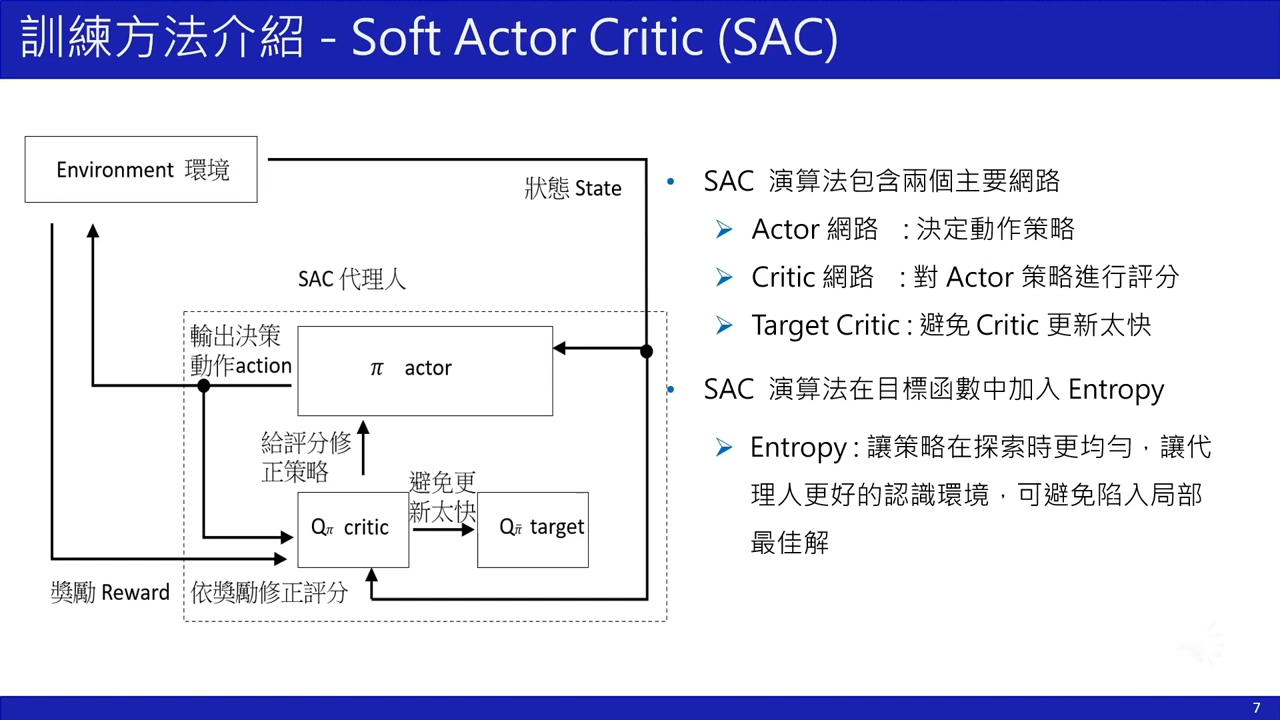 訓練方法介紹 - Soft Actor Critic (SAC)
Environment 環境
狀態 State
SAC 代理人
輸出決策
動作action
π actor
給評分修
正策略
避免更
新太快
Qπ critic
Qπ̄ target
獎勵 Reward
依獎勵修正評分
• SAC 演算法包含兩個主要網路
➢ Actor 網路 : 決定動作策略
➢ Critic 網路 : 對 Actor 策略進行評分
➢ Target Critic : 避免 Critic 更新太快
• SAC 演算法在目標函數中加入 Entropy
➢ Entropy : 讓策略在探索時更均勻，讓代
理人更好的認識環境，可避免陷入局部
最佳解
7